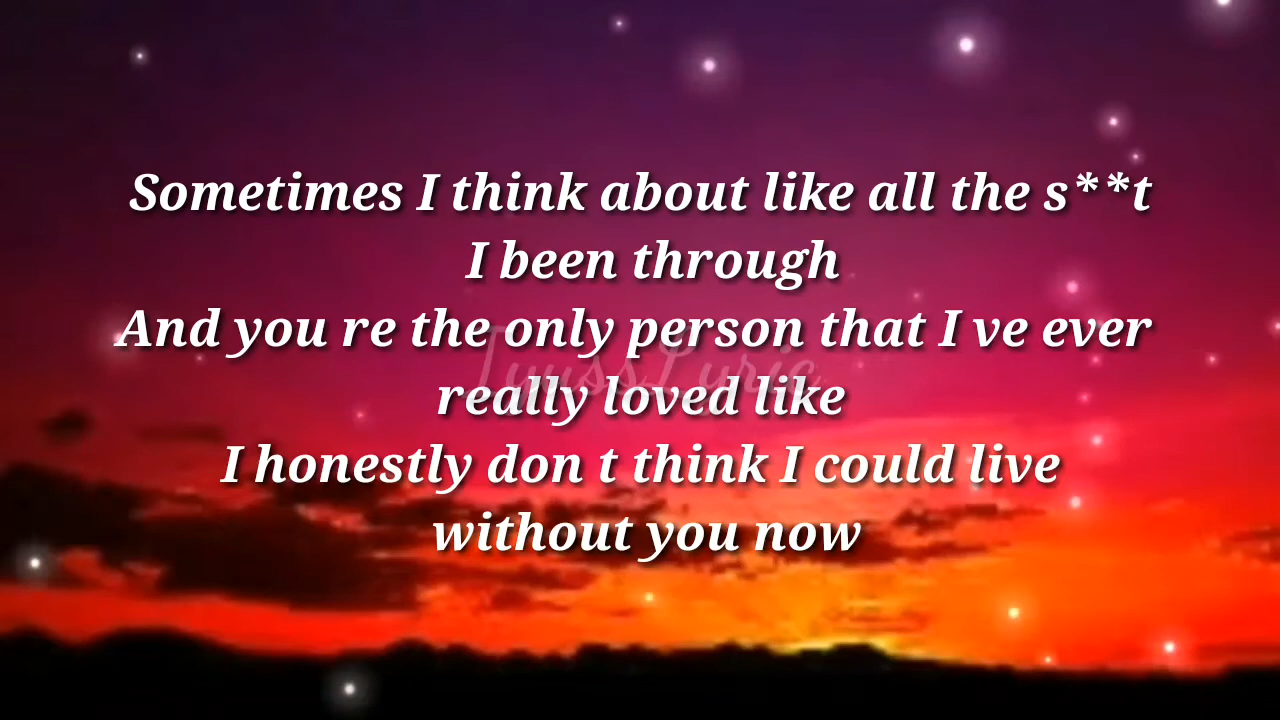 Sometimes I think about like all the s**t
I been through
And you re the only person that I ve ever
really loved like
I honestly don t think I could live
without you now
TyussLyric